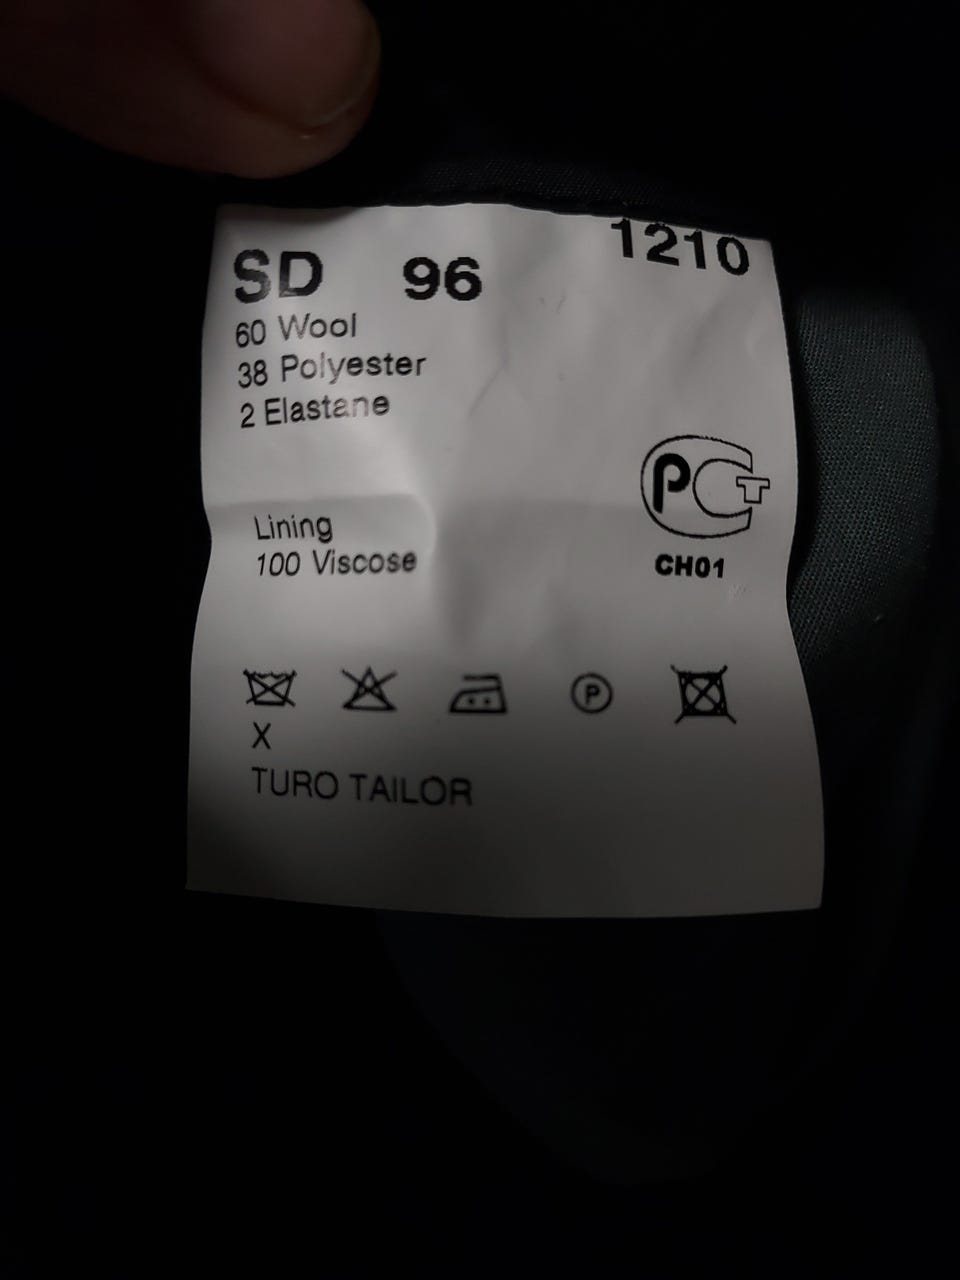 SD 96 1210
60 Wool
38 Polyester
2 Elastane
PCT
CH01
Lining
100 Viscose
P
X
TURO TAILOR